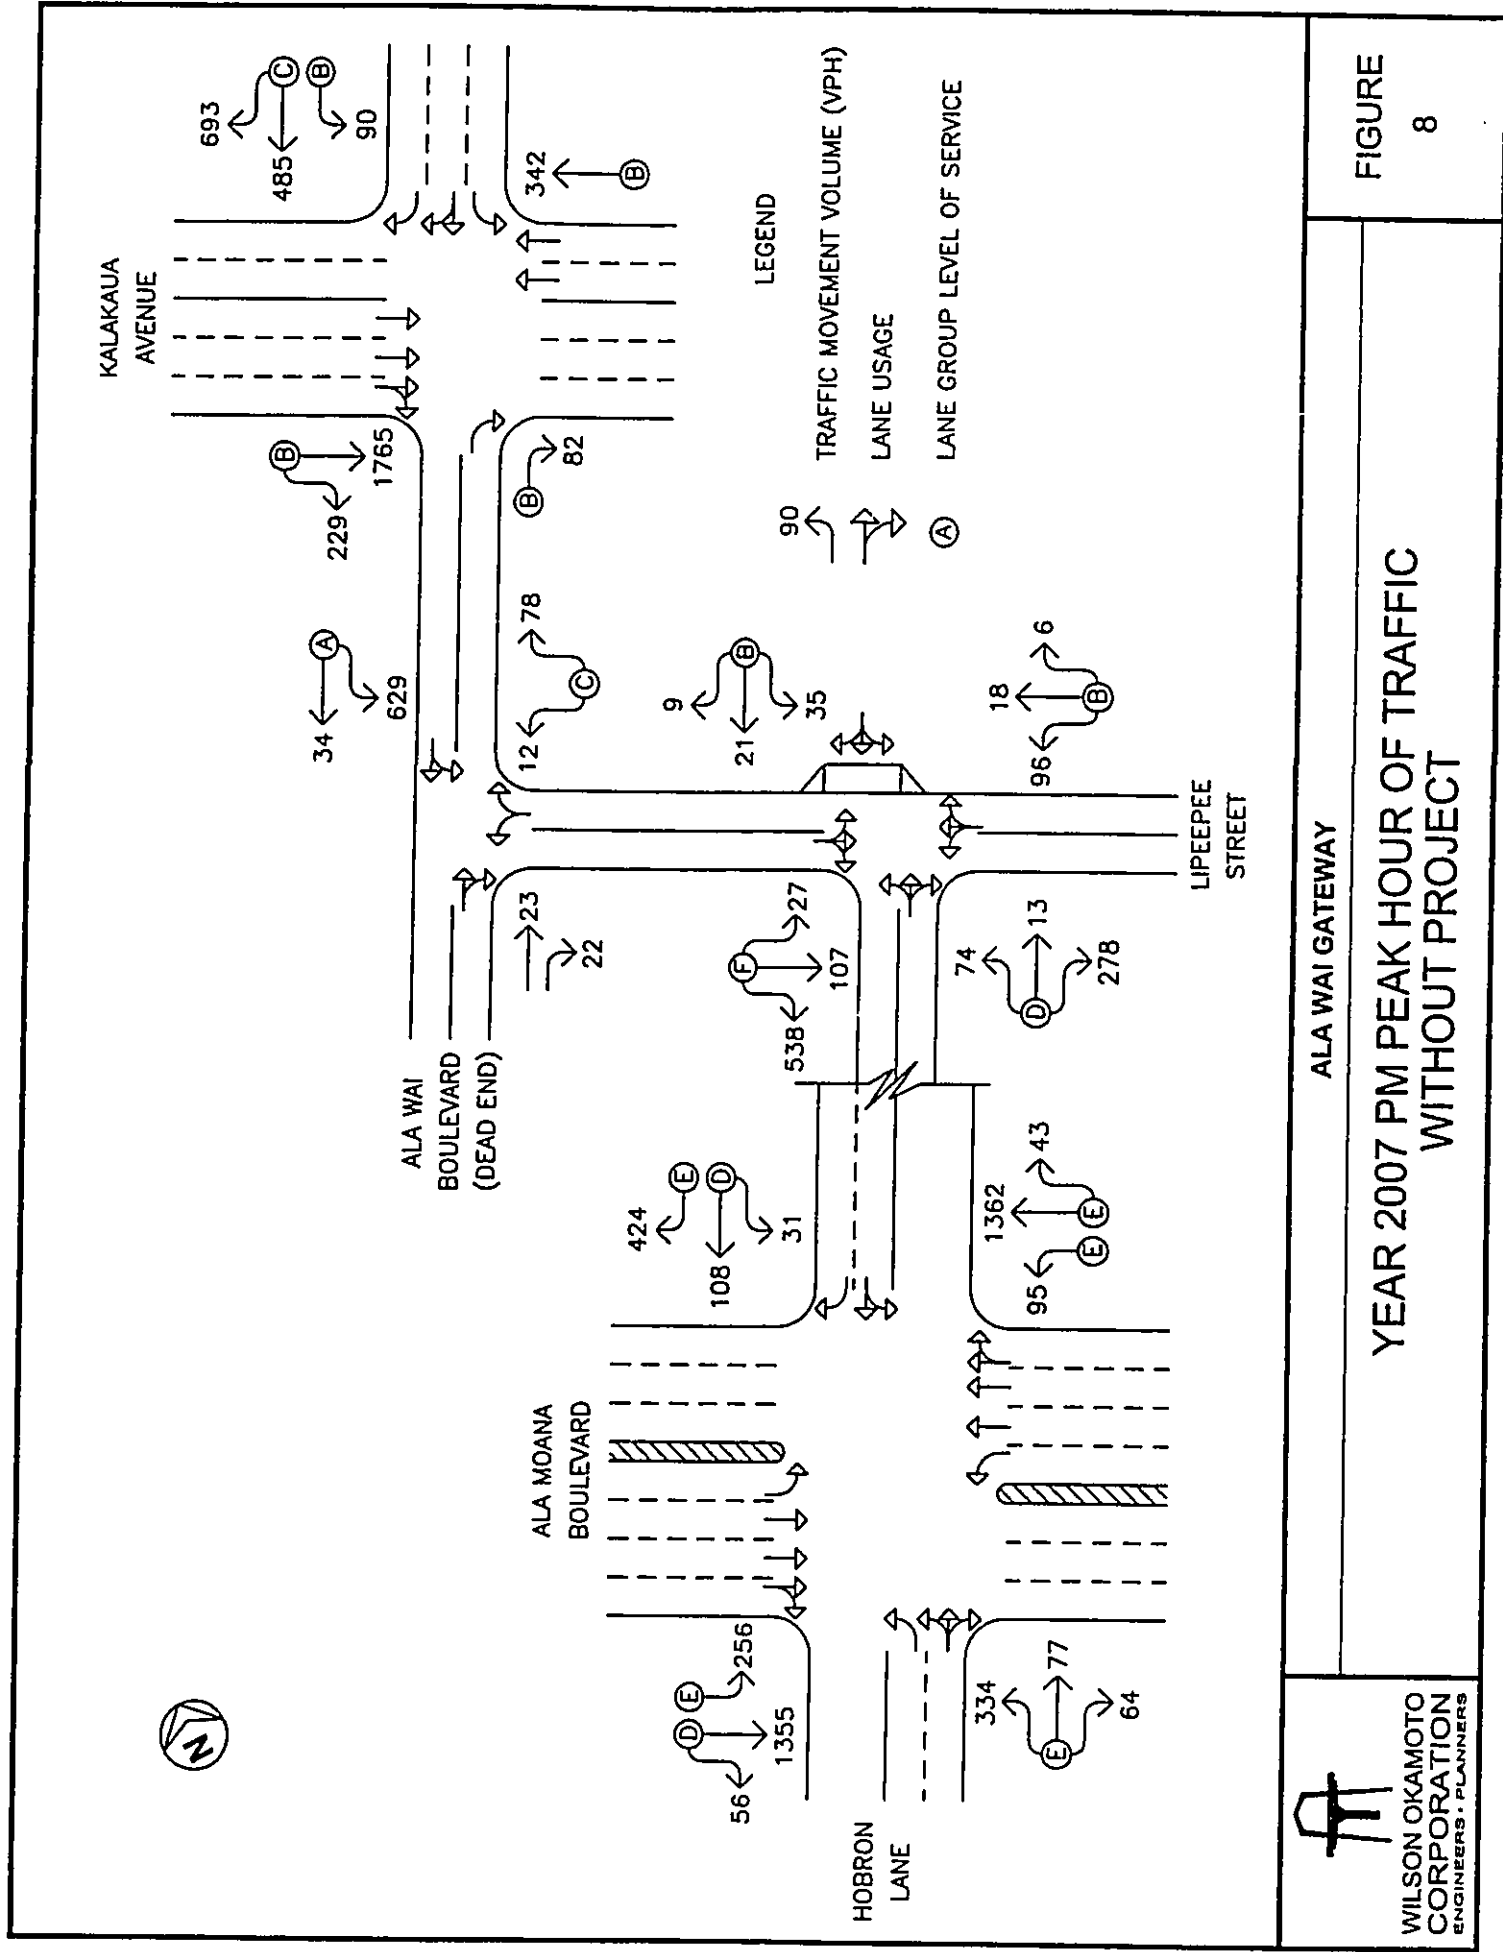 KALAKAUA
AVENUE
693
C
B
485
90
342
B
B
1765
229
B
82
34
A
629
12
78
C
9
B
21
35
18
6
96
B
LEGEND
90
TRAFFIC MOVEMENT VOLUME (VPH)
LANE USAGE
A
LANE GROUP LEVEL OF SERVICE
ALA WAI
BOULEVARD
(DEAD END)
23
22
F
27
107
538
74
13
D
278
LIPEEPEE
STREET
424
E
D
108
31
1362
43
95
E
E
ALA MOANA
BOULEVARD
D
E
256
1355
56
334
77
E
64
HOBRON
LANE
N
WILSON OKAMOTO
CORPORATION
ENGINEERS • PLANNERS
ALA WAI GATEWAY
YEAR 2007 PM PEAK HOUR OF TRAFFIC
WITHOUT PROJECT
FIGURE
8